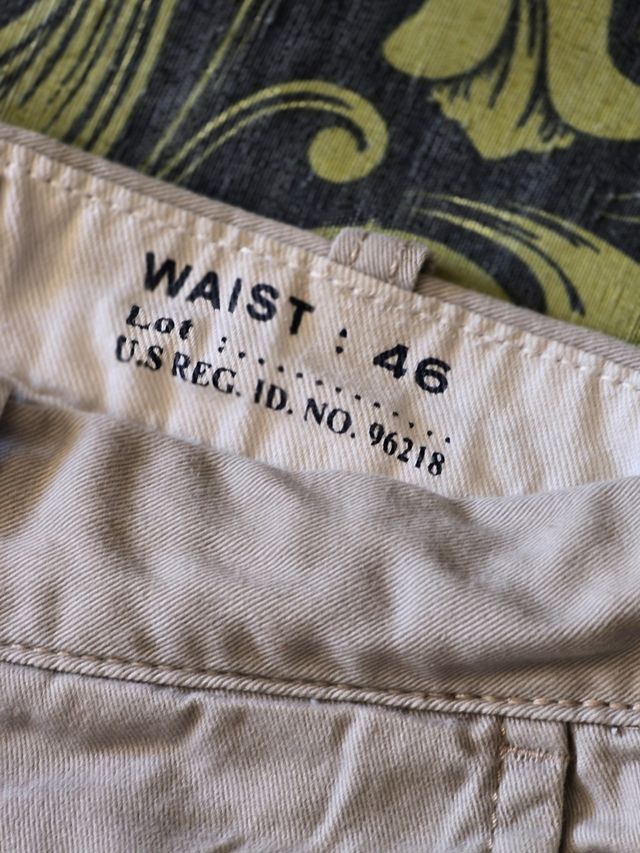 WAIST : 46
Lot : . . . . . . . . . . . . .
U.S REG. ID. NO. 96218